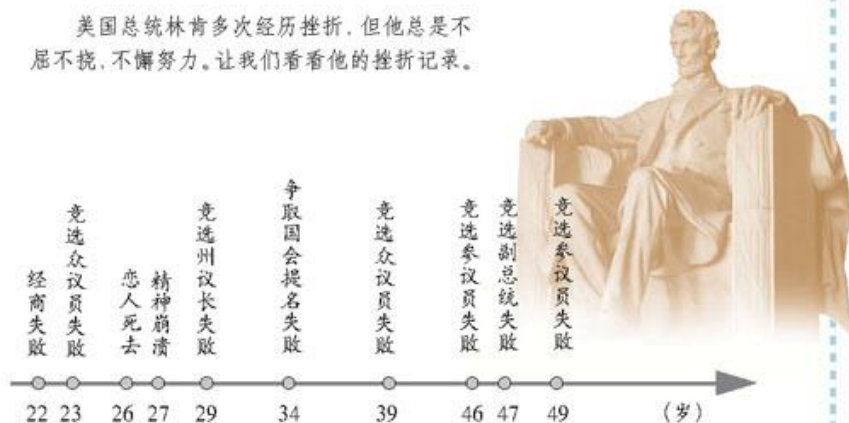 美国总统林肯多次经历挫折，但他总是不
屈不挠、不懈努力。让我们看看他的挫折记录。
经商失败
竞选众议员失败
恋人死去
精神崩溃
竞选州议长失败
争取国会提名失败
竞选众议员失败
竞选参议员失败
竞选副总统失败
竞选参议员失败
22 23 26 27 29 34 39 46 47 49 （岁）